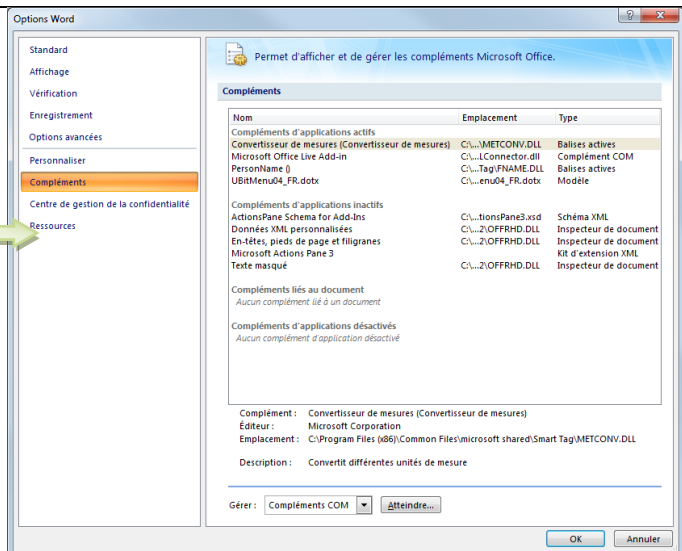 Options Word
Standard
Affichage
Vérification
Enregistrement
Options avancées
Personnaliser
Compléments
Centre de gestion de la confidentialité
Ressources
Permet d'afficher et de gérer les compléments Microsoft Office.
Compléments
Nom Emplacement Type
Compléments d'applications actifs
Convertisseur de mesures (Convertisseur de mesures) C:\...\METCONV.DLL Balises actives
Microsoft Office Live Add-in C:\...LConnector.dll Complément COM
PersonName () C:\...Tag\FNAME.DLL Balises actives
UBitMenu04_FR.dotx C:\...enu04_FR.dotx Modèle
Compléments d'applications inactifs
ActionsPane Schema for Add-Ins C:\...tionsPane3.xsd Schéma XML
Données XML personnalisées C:\...2\OFFRHD.DLL Inspecteur de document
En-têtes, pieds de page et filigranes C:\...2\OFFRHD.DLL Inspecteur de document
Microsoft Actions Pane 3 Kit d'extension XML
Texte masqué C:\...2\OFFRHD.DLL Inspecteur de document
Compléments liés au document
Aucun complément lié à un document
Compléments d'applications désactivés
Aucun complément d'application désactivé
Complément : Convertisseur de mesures (Convertisseur de mesures)
Éditeur : Microsoft Corporation
Emplacement : C:\Program Files (x86)\Common Files\microsoft shared\Smart Tag\METCONV.DLL
Description : Convertit différentes unités de mesure
Gérer : Compléments COM Atteindre...
OK Annuler